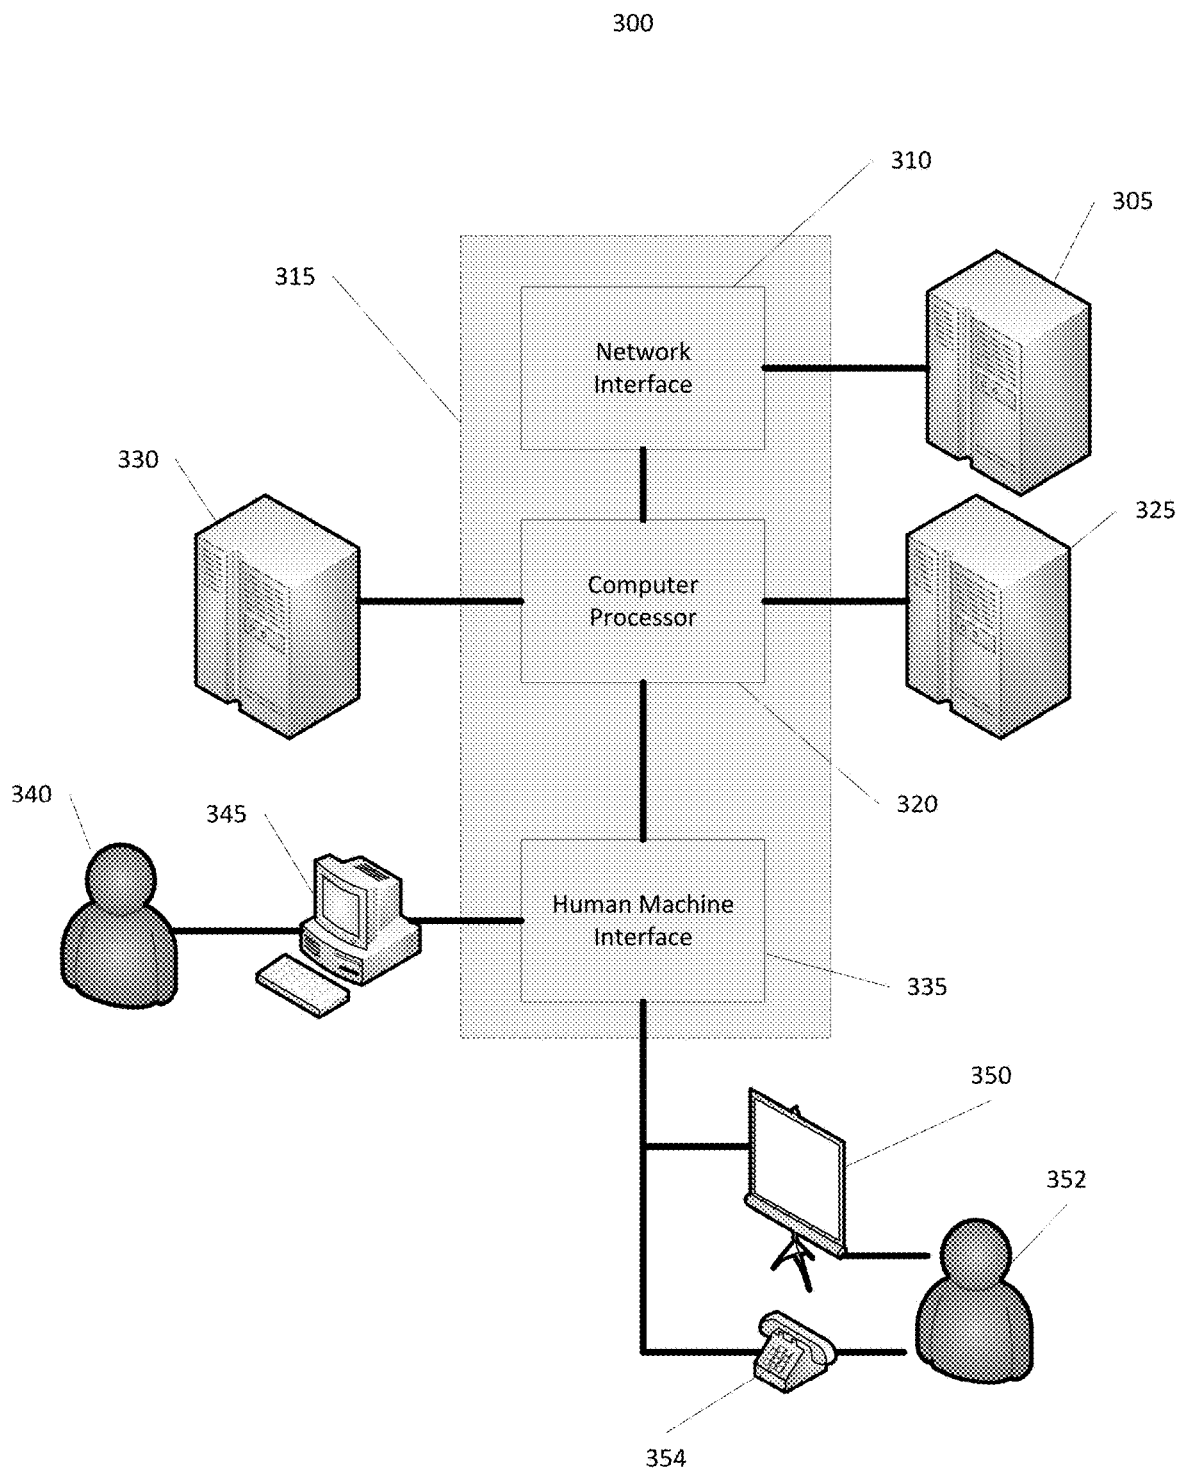 300
310
305
315
Network
Interface
330
325
Computer
Processor
340
345
320
Human Machine
Interface
335
350
352
354